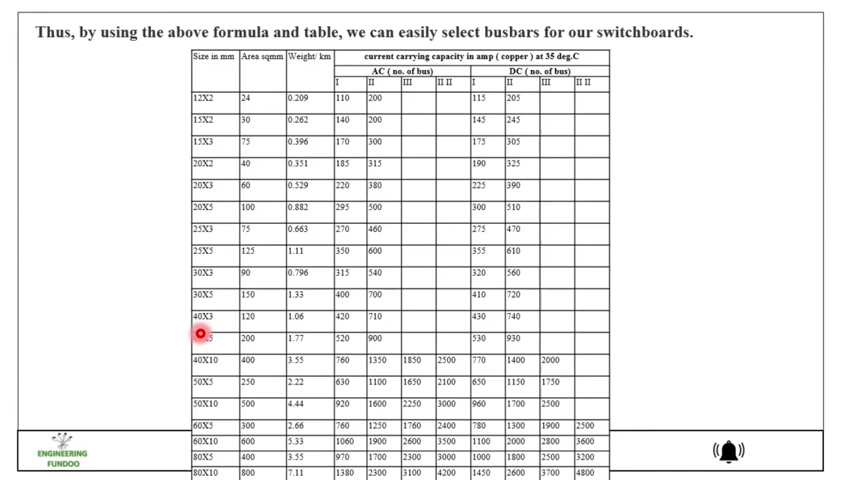 Thus, by using the above formula and table, we can easily select busbars for our switchboards.
Size in mm Area sqmm Weight/ km current carrying capacity in amp ( copper ) at 35 deg.C
AC ( no. of bus) DC ( no. of bus)
I II III II II I II III II II
12X2 24 0.209 110 200 115 205
15X2 30 0.262 140 200 145 245
15X3 75 0.396 170 300 175 305
20X2 40 0.351 185 315 190 325
20X3 60 0.529 220 380 225 390
20X5 100 0.882 295 500 300 510
25X3 75 0.663 270 460 275 470
25X5 125 1.11 350 600 355 610
30X3 90 0.796 315 540 320 560
30X5 150 1.33 400 700 410 720
40X3 120 1.06 420 710 430 740
200 1.77 520 900 530 930
40X10 400 3.55 760 1350 1850 2500 770 1400 2000
50X5 250 2.22 630 1100 1650 2100 650 1150 1750
50X10 500 4.44 920 1600 2250 3000 960 1700 2500
60X5 300 2.66 760 1250 1760 2400 780 1300 1900 2500
60X10 600 5.33 1060 1900 2600 3500 1100 2000 2800 3600
80X5 400 3.55 970 1700 2300 3000 1000 1800 2500 3200
80X10 800 7.11 1380 2300 3100 4200 1450 2600 3700 4800
ENGINEERING
FUNDOO